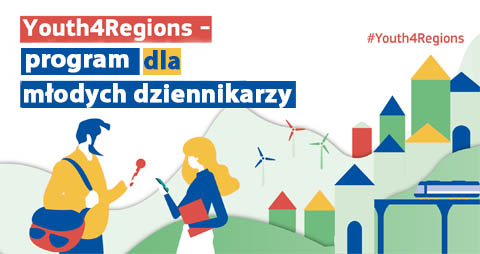 Youth4Regions -
program dla
młodych dziennikarzy
#Youth4Regions